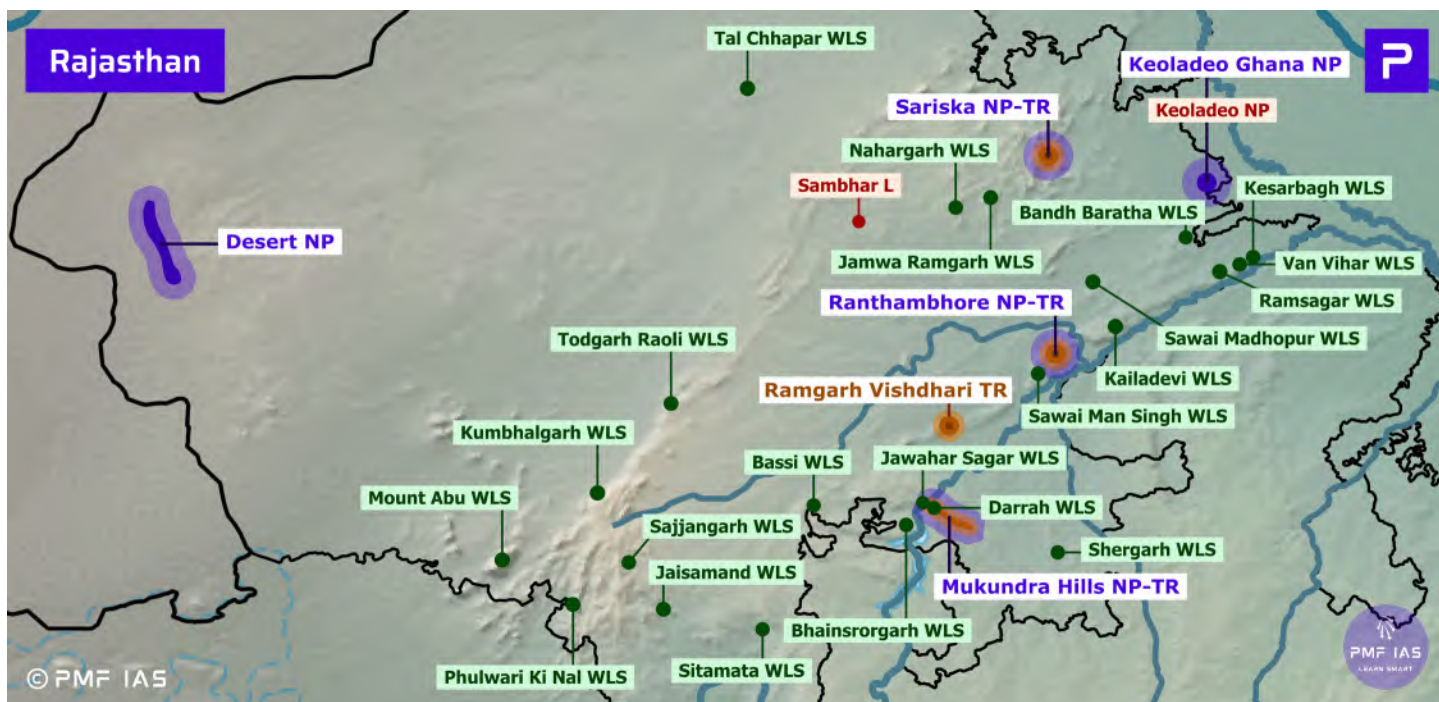 Rajasthan
Tal Chhapar WLS
Keoladeo Ghana NP
Keoladeo NP
Sariska NP-TR
Nahargarh WLS
Sambhar L
Kesarbagh WLS
Bandh Baratha WLS
Desert NP
Jamwa Ramgarh WLS
Van Vihar WLS
Ranthambhore NP-TR
Ramsagar WLS
Todgarh Raoli WLS
Sawai Madhopur WLS
Kailadevi WLS
Ramgarh Vishdhari TR
Sawai Man Singh WLS
Kumbhalgarh WLS
Bassi WLS
Jawahar Sagar WLS
Mount Abu WLS
Darrah WLS
Sajjangarh WLS
Shergarh WLS
Jaisamand WLS
Mukundra Hills NP-TR
Bhainsrorgarh WLS
Phulwari Ki Nal WLS
Sitamata WLS
© PMF IAS
P
PMF IAS
LEARN SMART